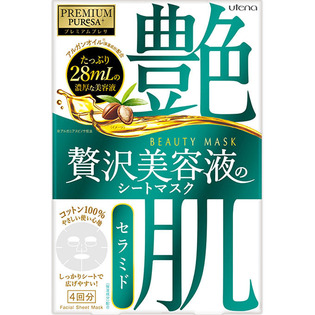 PREMIUM
PURESA
プレミアムプレサ
utena
アルガンオイル
たっぷり
28mLの
濃厚な美容液
艶
BEAUTY MASK
贅沢美容液の
シートマスク
肌
コットン100%
やさしい使い心地
セラミド
しっかりシートで
広げやすい!
4回分
Facial Sheet Mask